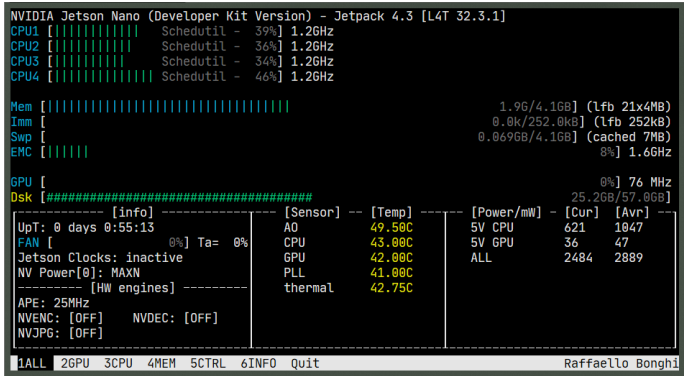 NVIDIA Jetson Nano (Developer Kit Version) - Jetpack 4.3 [L4T 32.3.1]
CPU1 [||||||||||||   Schedutil -  39%] 1.2GHz
CPU2 [|||||||||||    Schedutil -  36%] 1.2GHz
CPU3 [||||||||||     Schedutil -  34%] 1.2GHz
CPU4 [|||||||||||||| Schedutil -  46%] 1.2GHz
Mem [||||||||||||||||||||||||||||||||||   1.9G/4.1GB] (lfb 21x4MB)
Imm [   0.0k/252.0kB] (lfb 252kB)
Swp [   0.069GB/4.1GB] (cached 7MB)
EMC [||||||   8%] 1.6GHz
GPU [   0%] 76 MHz
Dsk [#####################################   25.2GB/57.0GB]
[info] [Sensor] [Temp] [Power/mW] [Cur] [Avr]
UpT: 0 days 0:55:13 AO 49.50C 5V CPU 621 1047
FAN [ 0%] Ta= 0% CPU 43.00C 5V GPU 36 47
Jetson Clocks: inactive GPU 42.00C ALL 2484 2889
NV Power[0]: MAXN PLL 41.00C
[HW engines] thermal 42.75C
APE: 25MHz
NVENC: [OFF] NVDEC: [OFF]
NVJPG: [OFF]
1ALL 2GPU 3CPU 4MEM 5CTRL 6INFO Quit Raffaello Bonghi